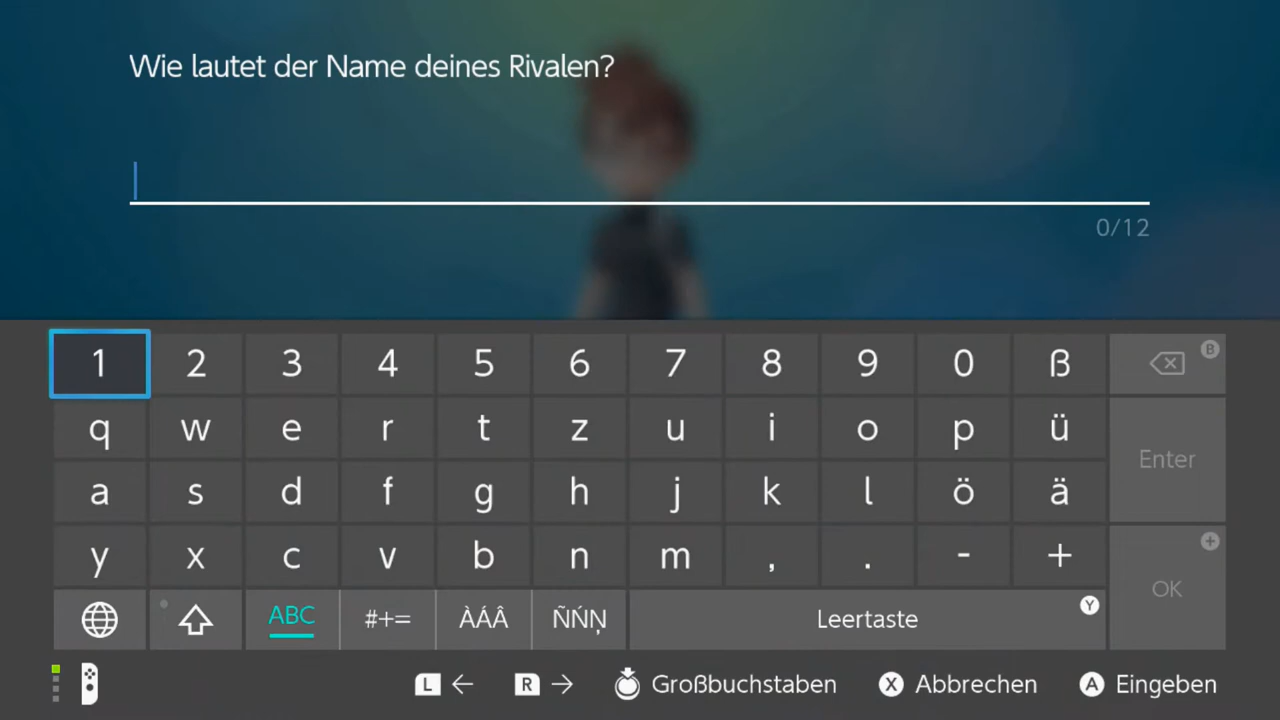 Wie lautet der Name deines Rivalen?
0/12
1 2 3 4 5 6 7 8 9 0 ß B
q w e r t z u i o p ü
Enter
a s d f g h j k l ö ä
y x c v b n m , . - +
OK
ABC #+= ÀÁÂ ÑŃŅ Leertaste Y
L ← R → Großbuchstaben X Abbrechen A Eingeben